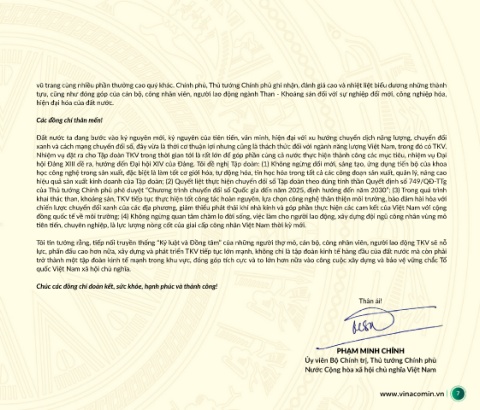 vũ trang cùng nhiều phần thưởng cao quý khác. Chính phủ, Thủ tướng Chính phủ ghi nhận, đánh giá cao và nhiệt liệt biểu dương những thành
tựu, cũng như đóng góp của cán bộ, công nhân viên, người lao động ngành Than - Khoáng sản đối với sự nghiệp đổi mới, công nghiệp hóa,
hiện đại hóa của đất nước.
Các đồng chí thân mến!
Đất nước ta đang bước vào kỷ nguyên mới, kỷ nguyên của tiên tiến, văn minh, hiện đại với xu hướng chuyển dịch năng lượng, chuyển đổi
xanh và cách mạng chuyển đổi số, đây vừa là thời cơ thuận lợi nhưng cũng là thách thức đối với ngành năng lượng Việt Nam, trong đó có TKV.
Nhiệm vụ đặt ra cho Tập đoàn TKV trong thời gian tới là rất lớn để góp phần cùng cả nước thực hiện thành công các mục tiêu, nhiệm vụ Đại
hội Đảng XIII đề ra, hướng đến Đại hội XIV của Đảng. Tôi đề nghị Tập đoàn: (1) Không ngừng đổi mới, sáng tạo, ứng dụng tiến bộ của khoa
học công nghệ trong sản xuất, đặc biệt là làm tốt cơ giới hóa, tự động hóa, tin học hóa trong tất cả các công đoạn sản xuất, quản lý, nâng cao
hiệu quả sản xuất kinh doanh của Tập đoàn; (2) Quyết liệt thực hiện chuyển đổi số Tập đoàn theo đúng tinh thần Quyết định số 749/QĐ-TTg
của Thủ tướng Chính phủ phê duyệt "Chương trình chuyển đổi số Quốc gia đến năm 2025, định hướng đến năm 2030"; (3) Trong quá trình
khai thác than, khoáng sản, TKV tiếp tục thực hiện tốt công tác hoàn nguyên, lựa chọn công nghệ thân thiện môi trường, bảo đảm hài hòa với
chiến lược chuyển đổi xanh của các địa phương, giảm thiểu phát thải khí nhà kính và góp phần thực hiện các cam kết của Việt Nam với cộng
đồng quốc tế về môi trường; (4) Không ngừng quan tâm chăm lo đời sống, việc làm cho người lao động, xây dựng đội ngũ công nhân vùng mỏ
tiên tiến, chuyên nghiệp, là lực lượng nòng cốt của giai cấp công nhân Việt Nam thời kỳ mới.
Tôi tin tưởng rằng, tiếp nối truyền thống "Kỷ luật và Đồng tâm" của những người thợ mỏ, cán bộ, công nhân viên, người lao động TKV sẽ nỗ
lực, phấn đấu cao hơn nữa, xây dựng và phát triển TKV tiếp tục lớn mạnh, không chỉ là tập đoàn kinh tế hàng đầu của đất nước mà còn phải
trở thành một tập đoàn kinh tế mạnh trong khu vực, đóng góp tích cực và to lớn hơn nữa vào công cuộc xây dựng và bảo vệ vững chắc Tổ
quốc Việt Nam xã hội chủ nghĩa.
Chúc các đồng chí đoàn kết, sức khỏe, hạnh phúc và thành công!
Thân ái!
PHẠM MINH CHÍNH
Ủy viên Bộ Chính trị, Thủ tướng Chính phủ
Nước Cộng hòa xã hội chủ nghĩa Việt Nam
www.vinacomin.vn | 7